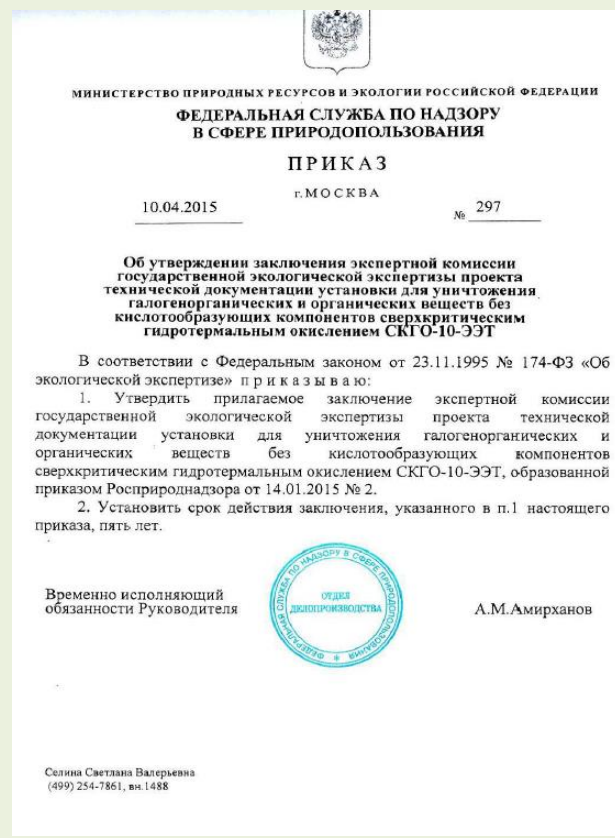 МИНИСТЕРСТВО ПРИРОДНЫХ РЕСУРСОВ И ЭКОЛОГИИ РОССИЙСКОЙ ФЕДЕРАЦИИ
ФЕДЕРАЛЬНАЯ СЛУЖБА ПО НАДЗОРУ
В СФЕРЕ ПРИРОДОПОЛЬЗОВАНИЯ
ПРИКАЗ
г.МОСКВА
10.04.2015 № 297
Об утверждении заключения экспертной комиссии
государственной экологической экспертизы проекта
технической документации установки для уничтожения
галогенорганических и органических веществ без
кислотообразующих компонентов сверхкритическим
гидротермальным окислением СКГО-10-ЭЭТ
В соответствии с Федеральным законом от 23.11.1995 № 174-ФЗ «Об
экологической экспертизе» п р и к а з ы в а ю:
1. Утвердить прилагаемое заключение экспертной комиссии
государственной экологической экспертизы проекта технической
документации установки для уничтожения галогенорганических и
органических веществ без кислотообразующих компонентов
сверхкритическим гидротермальным окислением СКГО-10-ЭЭТ, образованной
приказом Росприроднадзора от 14.01.2015 № 2.
2. Установить срок действия заключения, указанного в п.1 настоящего
приказа, пять лет.
Временно исполняющий
обязанности Руководителя
ФЕДЕРАЛЬНАЯ СЛУЖБА ПО НАДЗОРУ В СФЕРЕ ПРИРОДОПОЛЬЗОВАНИЯ
ОТДЕЛ
ДЕЛОПРОИЗВОДСТВА
А.М.Амирханов
Селина Светлана Валерьевна
(499) 254-7861, вн.1488